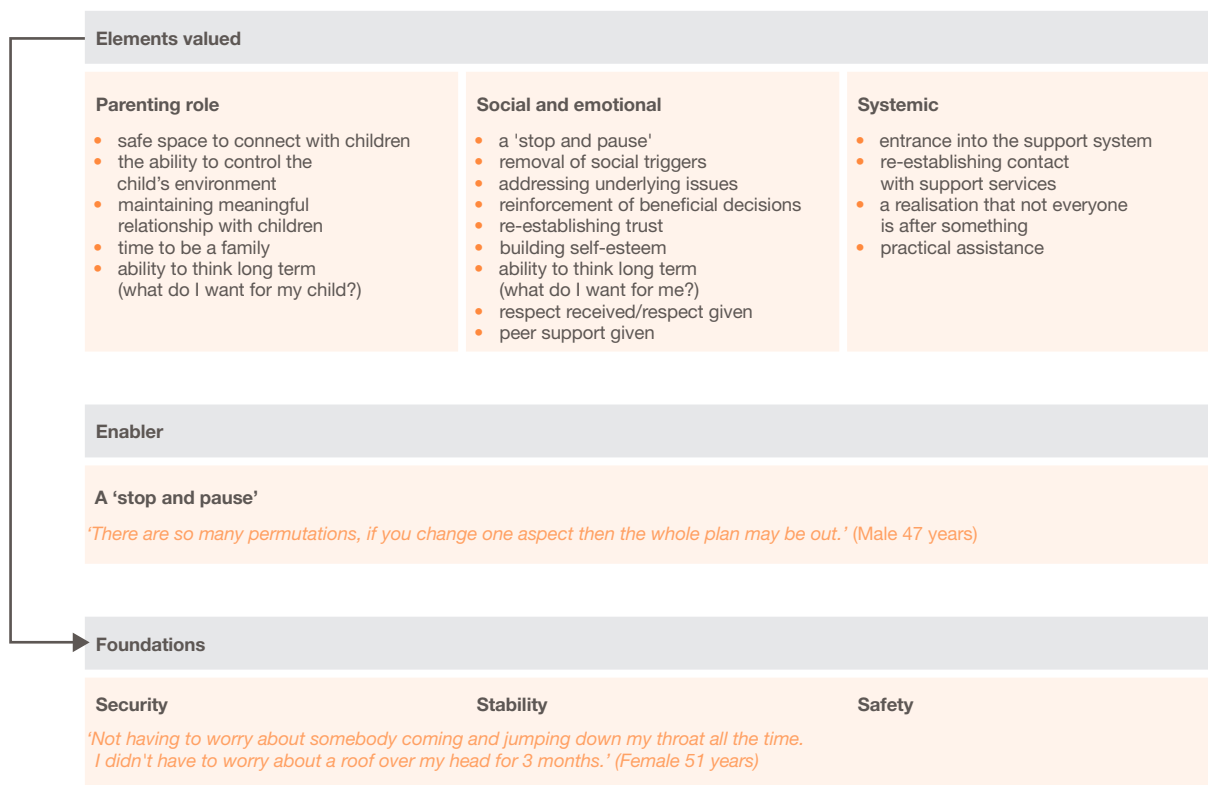 Elements valued
Parenting role
• safe space to connect with children
• the ability to control the
child's environment
• maintaining meaningful
relationship with children
• time to be a family
• ability to think long term
(what do I want for my child?)
Social and emotional
• a 'stop and pause'
• removal of social triggers
• addressing underlying issues
• reinforcement of beneficial decisions
• re-establishing trust
• building self-esteem
• ability to think long term
(what do I want for me?)
• respect received/respect given
• peer support given
Systemic
• entrance into the support system
• re-establishing contact
with support services
• a realisation that not everyone
is after something
• practical assistance
Enabler
A ‘stop and pause’
‘There are so many permutations, if you change one aspect then the whole plan may be out.’ (Male 47 years)
Foundations
Security
Stability
Safety
‘Not having to worry about somebody coming and jumping down my throat all the time.
I didn't have to worry about a roof over my head for 3 months.’ (Female 51 years)